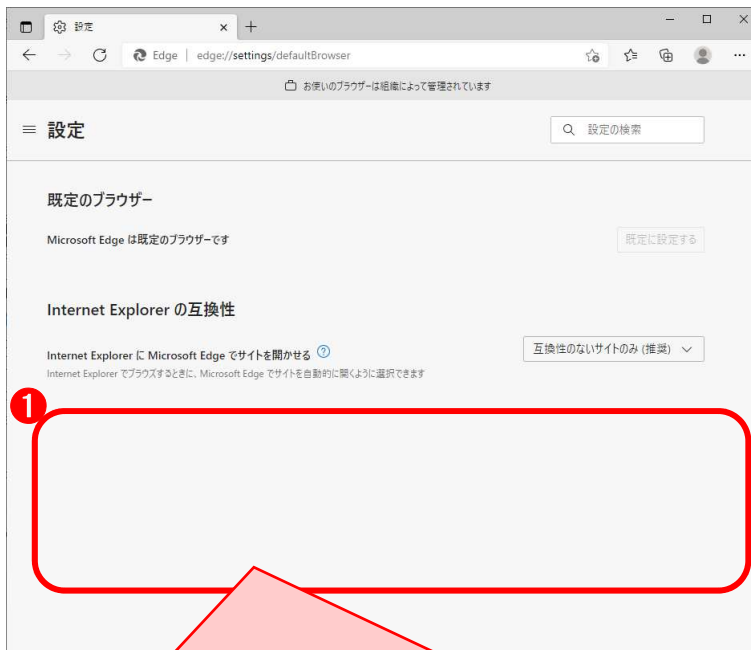 設定
Edge | edge://settings/defaultBrowser
お使いのブラウザーは組織によって管理されています
設定
設定の検索
既定のブラウザー
Microsoft Edge は既定のブラウザーです
既定に設定する
Internet Explorer の互換性
Internet Explorer に Microsoft Edge でサイトを開かせる
互換性のないサイトのみ (推奨)
Internet Explorer でブラウズするときに、Microsoft Edge でサイトを自動的に開くように選択できます
1